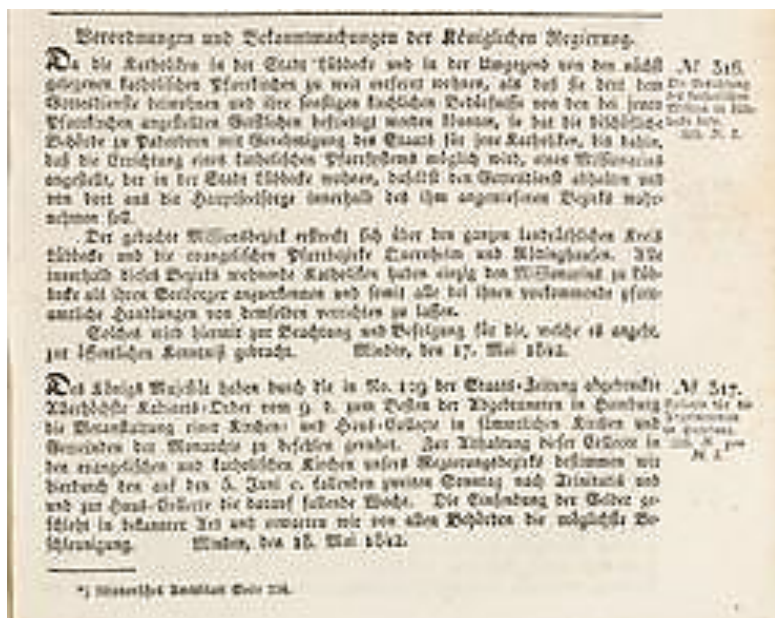 Verordnungen und Bekanntmachungen der Königlichen Regierung.
Da die Katholiken in der Stadt Lübbecke und in der Umgegend von den nächst
gelegenen katholischen Pfarrkirchen zu weit entfernt wohnen, als daß sie dort dem
Gottesdienste beiwohnen und ihre sonstigen kirchlichen Bedürfnisse von den bei jenen
Pfarrkirchen angestellten Geistlichen befriedigt werden können, so hat die bischöfliche
Behörde zu Paderborn mit Genehmigung des Staats für jene Katholiken, bis dahin,
daß die Errichtung eines katholischen Pfarrsystems möglich wird, einen Missionarius
angestellt, der in der Stadt Lübbecke wohnen, daselbst den Gottesdienst abhalten und
von dort aus die innerhalb des ihm angewiesenen Bezirks wahr-
nehmen soll.
Der gedachte Missionsbezirk erstreckt sich über den ganzen landräthlichen Kreis
Lübbecke und die evangelischen Pfarrbezirke Quernheim und Rödinghausen. Alle
innerhalb dieses Bezirks wohnende Katholiken haben einzig den Missionarius zu Lüb-
becke als ihren Seelsorger anzuerkennen und somit alle bei ihnen vorkommende pfarr-
amtliche Handlungen von demselben verrichten zu lassen.
Solches wird hiermit zur Beachtung und Befolgung für die, welche es angeht,
zur öffentlichen Kenntniß gebracht. Minden, den 17. Mai 1842.
№ 316.
Des Königs Majestät haben durch die in No. 129 der Staats-Zeitung abgedruckte
Allerhöchste Kabinets-Order vom 9. d. zum Besten der Abgebrannten in Hamburg
die Veranstaltung einer Kirchen- und Haus-Collecte in sämmtlichen Kirchen und
Gemeinden der Monarchie zu befehlen geruhet. Zur Abhaltung dieser Collecte in
den evangelischen und katholischen Kirchen unsers Regierungsbezirks bestimmen wir
hierdurch den auf den 5. Juni c. fallenden zweiten Sonntag nach Trinitatis und
und zur Haus-Collecte die darauf fallende Woche. Die Einsendung der Gelder ge-
schieht in bekannter Art und erwarten wir von allen Behörden die möglichste Be-
schleunigung. Minden, den 18. Mai 1842.
№ 317.
in Hamburg.